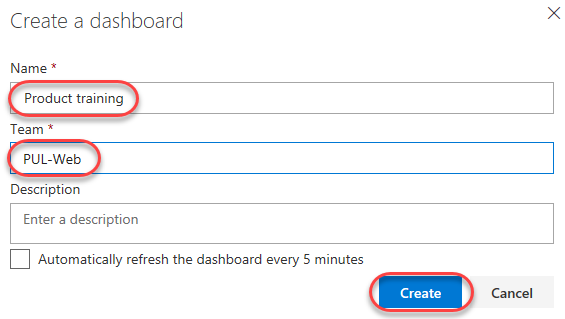 Create a dashboard
Name *
Product training
Team *
PUL-Web
Description
Enter a description
Automatically refresh the dashboard every 5 minutes
Create Cancel